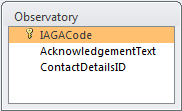 Observatory
IAGACode
AcknowledgementText
ContactDetailsID